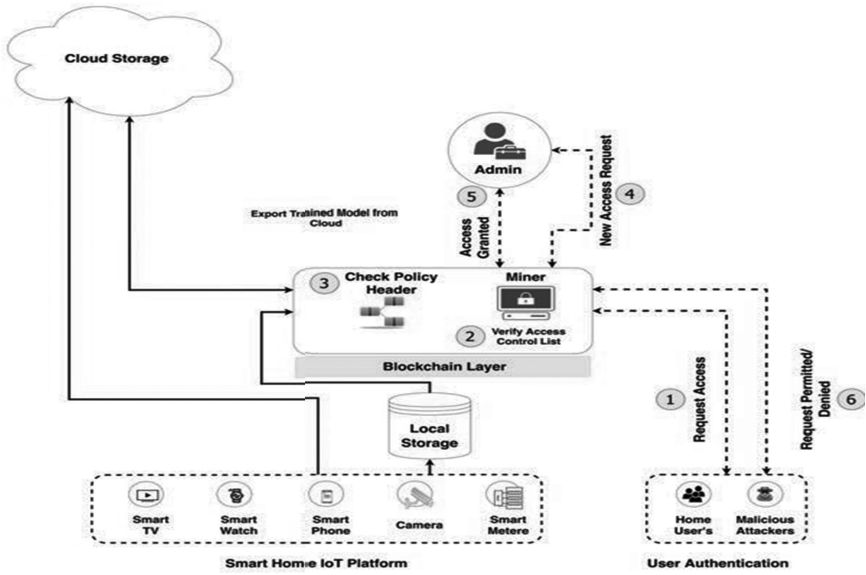 Cloud Storage
Admin
5
Access
Granted
New Access Request
4
Export Trained Model from
Cloud
3
Check Policy
Header
Miner
2
Verify Access
Control List
Blockchain Layer
1
Request Access
Request Permitted/
Denied
6
Local
Storage
Smart
TV
Smart
Watch
Smart
Phone
Camera
Smart
Metere
Home
User's
Malicious
Attackers
Smart Home IoT Platform
User Authentication